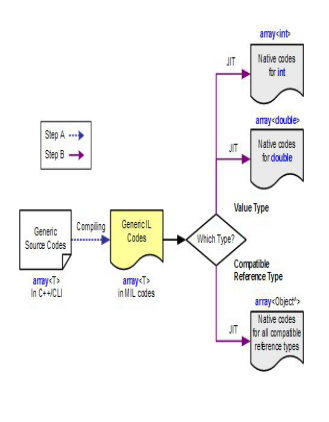 array<int>
JIT
Native codes
for int
array<double>
Step A
Step B
JIT
Native codes
for double
Value Type
Generic
Source Codes
Compiling
Generic IL
Codes
Which Type?
array<T>
In C++/CLI
array<T>
in MIL codes
Compatible
Reference Type
array<Object^>
JIT
Native codes
for all compatible
reference types